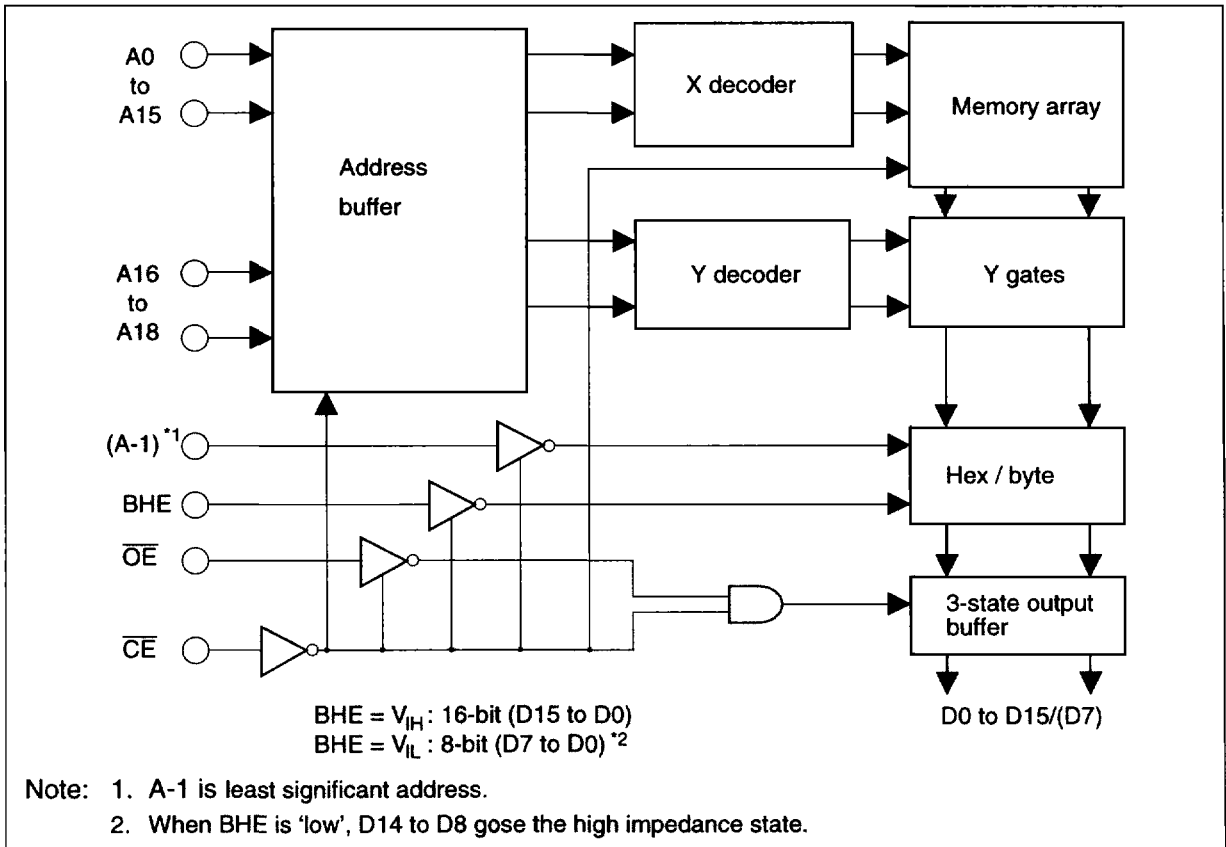 A0
to
A15
A16
to
A18
Address
buffer
X decoder
Memory array
Y decoder
Y gates
(A-1) *1
BHE
O̅E̅
C̅E̅
Hex / byte
3-state output
buffer
D0 to D15/(D7)
BHE = VIH : 16-bit (D15 to D0)
BHE = VIL : 8-bit (D7 to D0) *2
Note: 1. A-1 is least significant address.
2. When BHE is ‘low’, D14 to D8 gose the high impedance state.